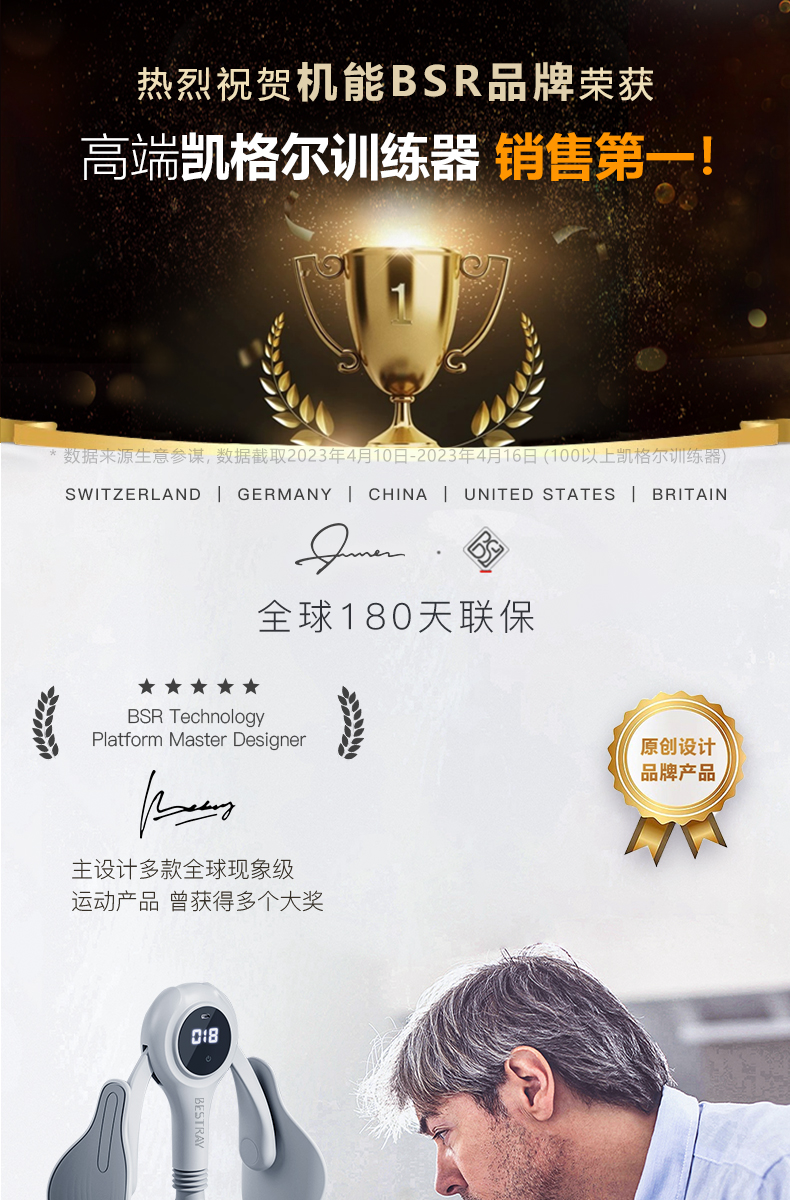 热烈祝贺机能BSR品牌荣获
高端凯格尔训练器 销售第一!
1
* 数据来源生意参谋, 数据截取2023年4月10日-2023年4月16日 (100以上凯格尔训练器)
SWITZERLAND | GERMANY | CHINA | UNITED STATES | BRITAIN
全球180天联保
BSR Technology
Platform Master Designer
原创设计
品牌产品
主设计多款全球现象级
运动产品 曾获得多个大奖
018
BESTRAY